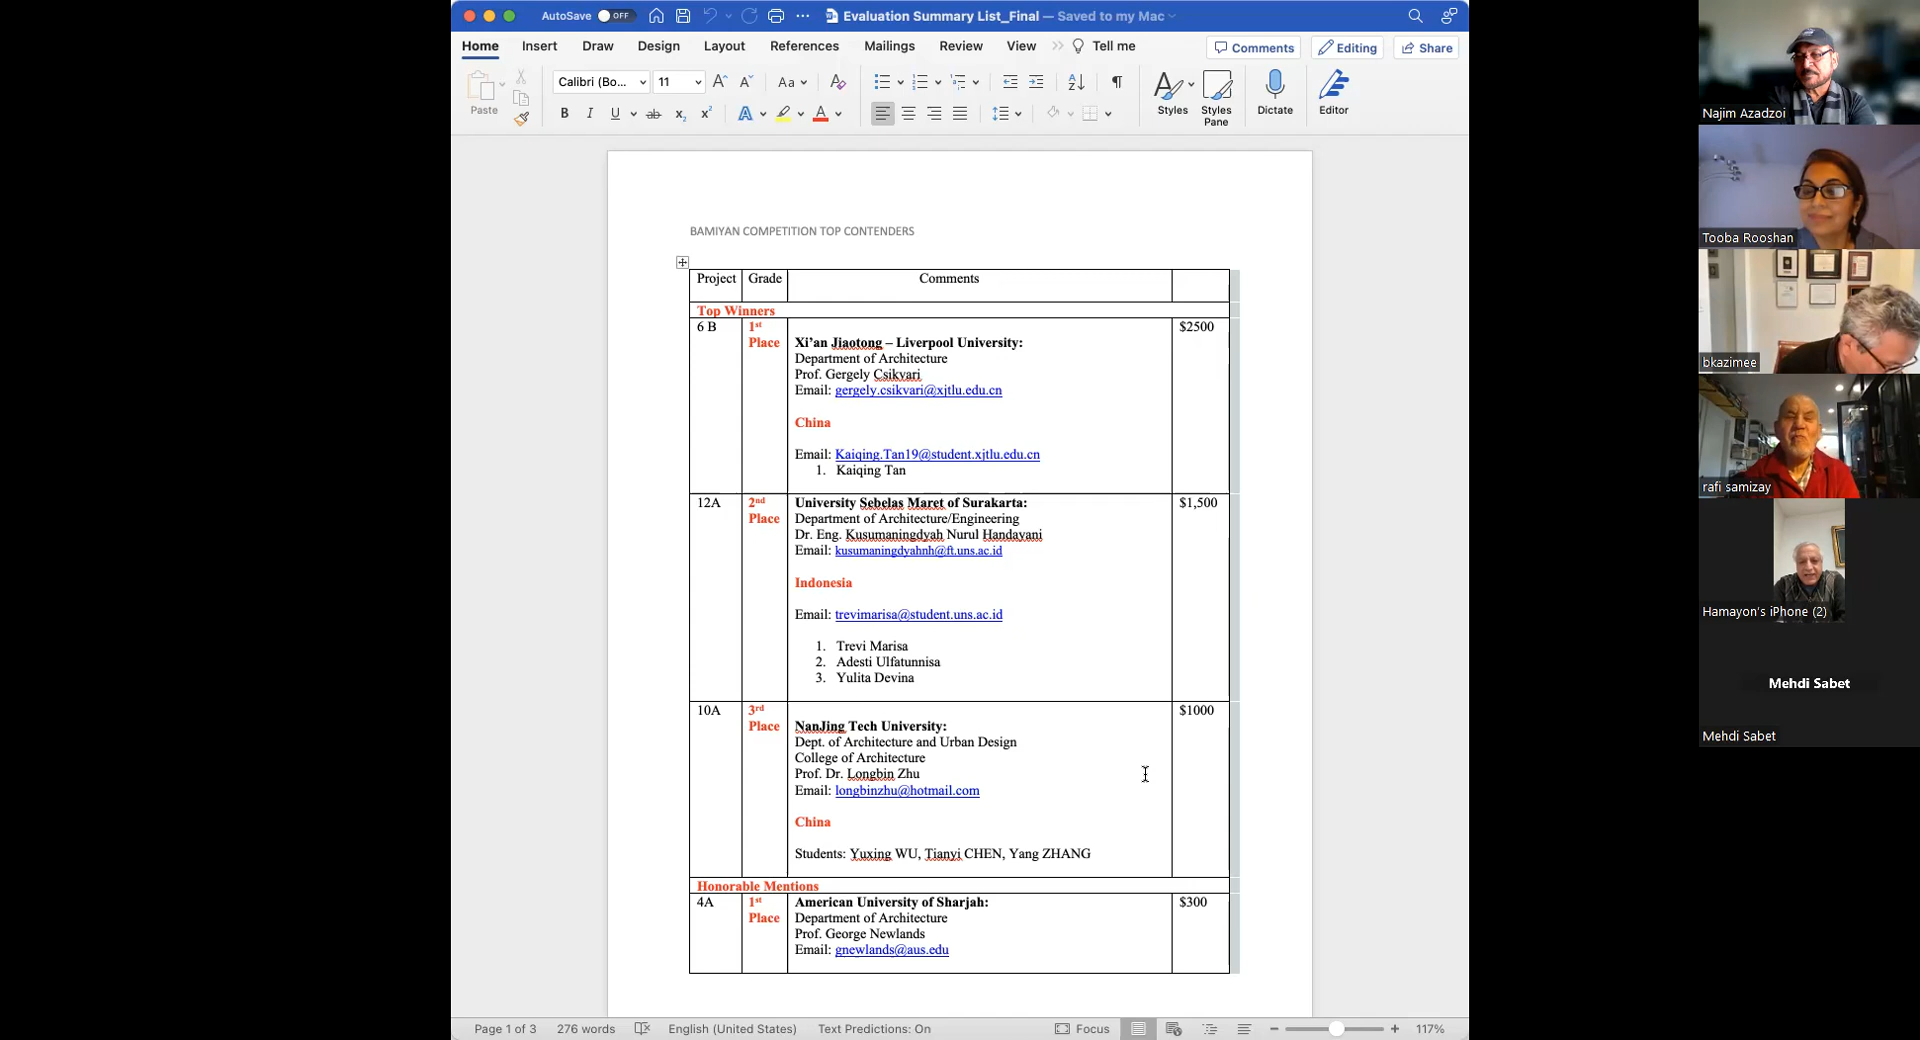 AutoSave OFF Evaluation Summary List_Final — Saved to my Mac
Home Insert Draw Design Layout References Mailings Review View Tell me Comments Editing Share
Paste Calibri (Bo... 11 Aa Styles Styles Pane Dictate Editor
BAMIYAN COMPETITION TOP CONTENDERS
Project Grade Comments
Top Winners
6 B 1st Place $2500
Xi'an Jiaotong – Liverpool University:
Department of Architecture
Prof. Gergely Csikvari
Email: gergely.csikvari@xjtlu.edu.cn
China
Email: Kaiqing.Tan19@student.xjtlu.edu.cn
1. Kaiqing Tan
12A 2nd Place University Sebelas Maret of Surakarta: $1,500
Department of Architecture/Engineering
Dr. Eng. Kusumaningdyah Nurul Handayani
Email: kusumaningdyahnh@ft.uns.ac.id
Indonesia
Email: trevimarisa@student.uns.ac.id
1. Trevi Marisa
2. Adesti Ulfatunnisa
3. Yulita Devina
10A 3rd Place $1000
NanJing Tech University:
Dept. of Architecture and Urban Design
College of Architecture
Prof. Dr. Longbin Zhu
Email: longbinzhu@hotmail.com
China
Students: Yuxing WU, Tianyi CHEN, Yang ZHANG
Honorable Mentions
4A 1st Place American University of Sharjah: $300
Department of Architecture
Prof. George Newlands
Email: gnewlands@aus.edu
Page 1 of 3 276 words English (United States) Text Predictions: On Focus 117%
Najim Azadzoi
Tooba Rooshan
bkazimee
rafi samizay
Hamayon's iPhone (2)
Mehdi Sabet
Mehdi Sabet